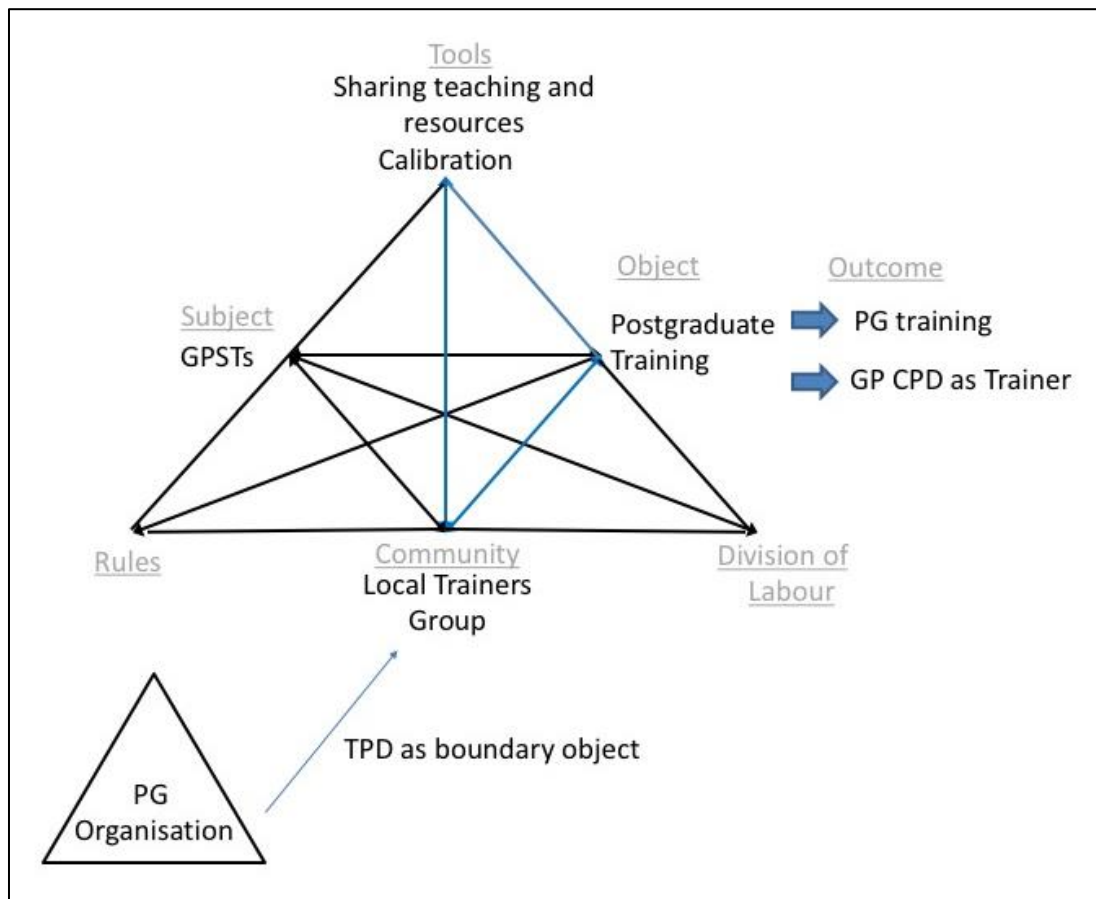 Tools
Sharing teaching and
resources
Calibration
Object
Outcome
Subject
GPSTs
Postgraduate
Training
PG training
GP CPD as Trainer
Rules
Community
Local Trainers
Group
Division of
Labour
TPD as boundary object
PG
Organisation